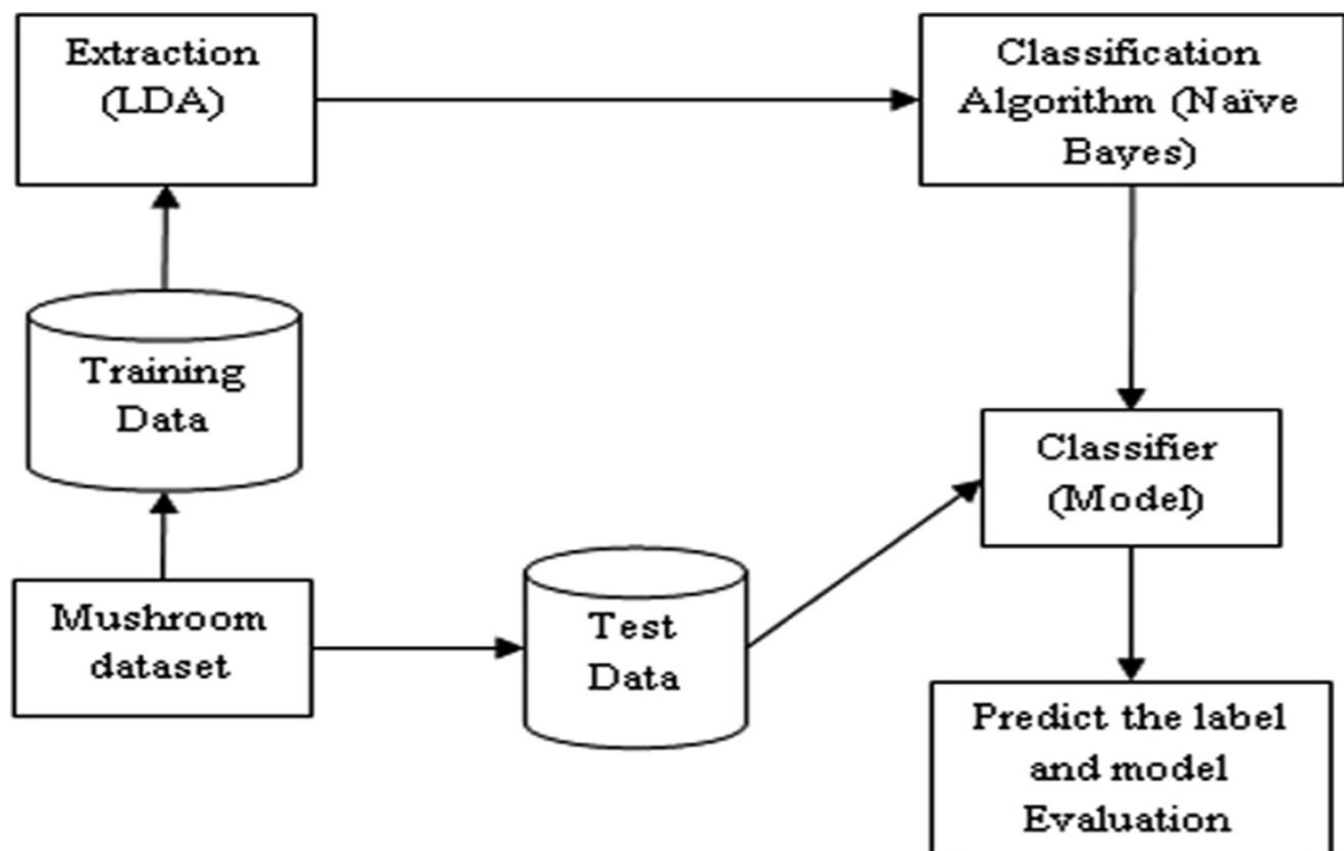 Extraction
(LDA)
Classification
Algorithm (Naïve
Bayes)
Training
Data
Classifier
(Model)
Mushroom
dataset
Test
Data
Predict the label
and model
Evaluation